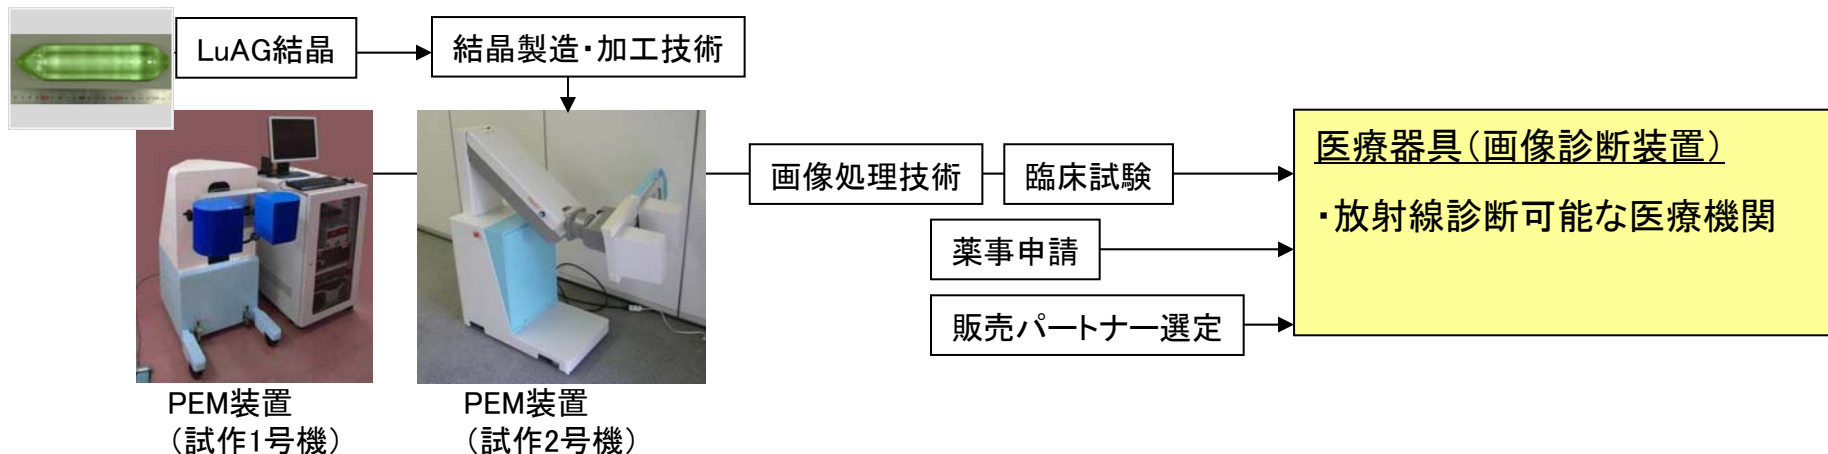 LuAG結晶
結晶製造・加工技術
画像処理技術
臨床試験
薬事申請
販売パートナー選定
医療器具(画像診断装置)
・放射線診断可能な医療機関
PEM装置
(試作1号機)
PEM装置
(試作2号機)